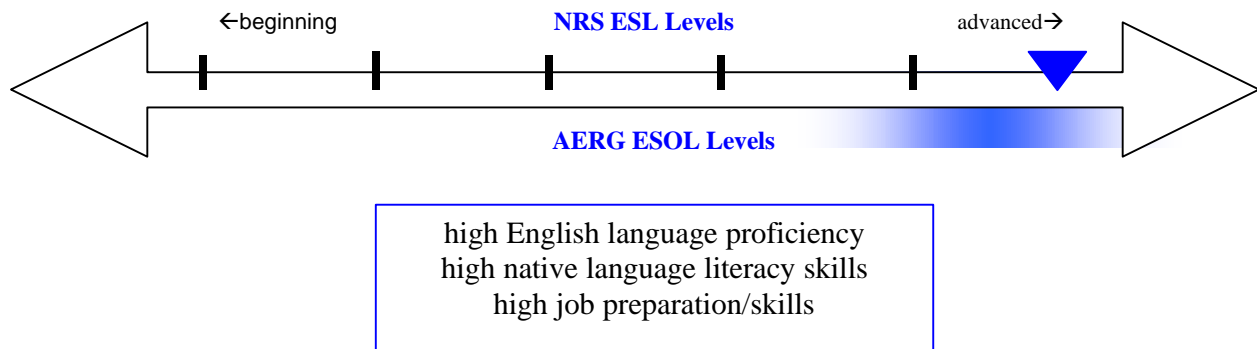 ←beginning NRS ESL Levels advanced→
AERG ESOL Levels
high English language proficiency
high native language literacy skills
high job preparation/skills